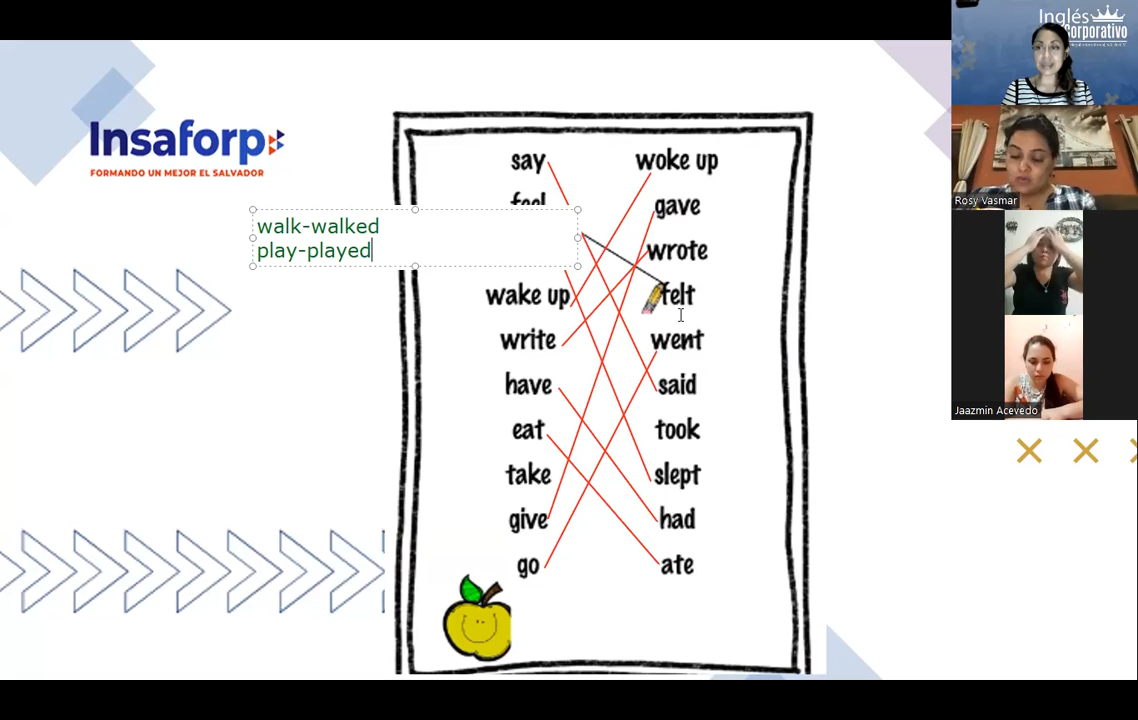 Inglés
Corporativo
Insaforp
FORMANDO UN MEJOR EL SALVADOR
say woke up
feel gave
walk-walked
play-played
wrote
wake up felt
write went
have said
eat took
take slept
give had
go ate
Rosy Vasmar
Jaazmin Acevedo